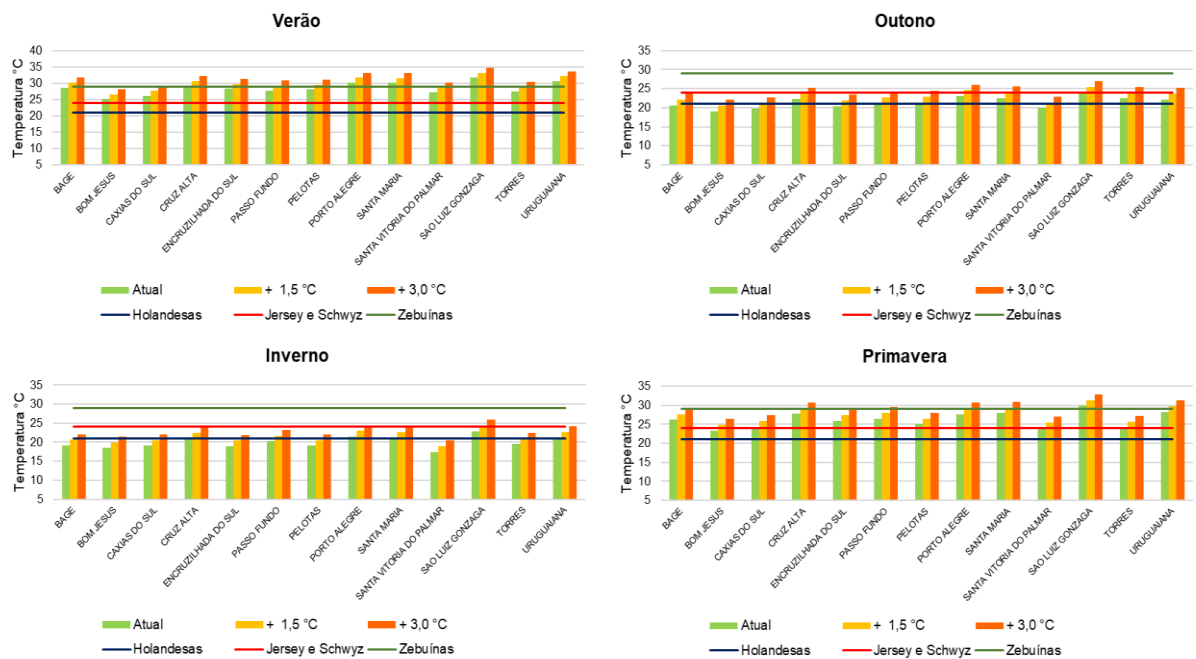 Verão
Temperatura °C
40
35
30
25
20
15
10
5
BAGE
BOM JESUS
CAXIAS DO SUL
CRUZ ALTA
ENCRUZILHADA DO SUL
PASSO FUNDO
PELOTAS
PORTO ALEGRE
SANTA MARIA
SANTA VITORIA DO PALMAR
SAO LUIZ GONZAGA
TORRES
URUGUAIANA
Atual + 1,5 °C + 3,0 °C
Holandesas Jersey e Schwyz Zebuínas
Outono
Temperatura °C
35
30
25
20
15
10
5
BAGE
BOM JESUS
CAXIAS DO SUL
CRUZ ALTA
ENCRUZILHADA DO SUL
PASSO FUNDO
PELOTAS
PORTO ALEGRE
SANTA MARIA
SANTA VITORIA DO PALMAR
SAO LUIZ GONZAGA
TORRES
URUGUAIANA
Atual + 1,5 °C + 3,0 °C
Holandesas Jersey e Schwyz Zebuínas
Inverno
Temperatura °C
35
30
25
20
15
10
5
BAGE
BOM JESUS
CAXIAS DO SUL
CRUZ ALTA
ENCRUZILHADA DO SUL
PASSO FUNDO
PELOTAS
PORTO ALEGRE
SANTA MARIA
SANTA VITORIA DO PALMAR
SAO LUIZ GONZAGA
TORRES
URUGUAIANA
Atual + 1,5 °C + 3,0 °C
Holandesas Jersey e Schwyz Zebuínas
Primavera
Temperatura °C
35
30
25
20
15
10
5
BAGE
BOM JESUS
CAXIAS DO SUL
CRUZ ALTA
ENCRUZILHADA DO SUL
PASSO FUNDO
PELOTAS
PORTO ALEGRE
SANTA MARIA
SANTA VITORIA DO PALMAR
SAO LUIZ GONZAGA
TORRES
URUGUAIANA
Atual + 1,5 °C + 3,0 °C
Holandesas Jersey e Schwyz Zebuínas